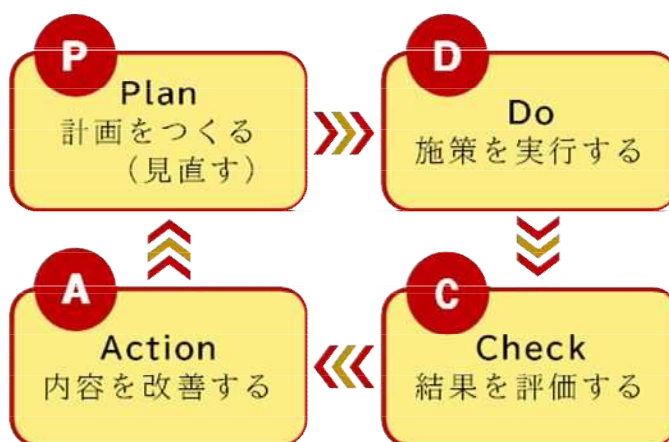 P
Plan
計画をつくる
（見直す）
D
Do
施策を実行する
A
Action
内容を改善する
C
Check
結果を評価する